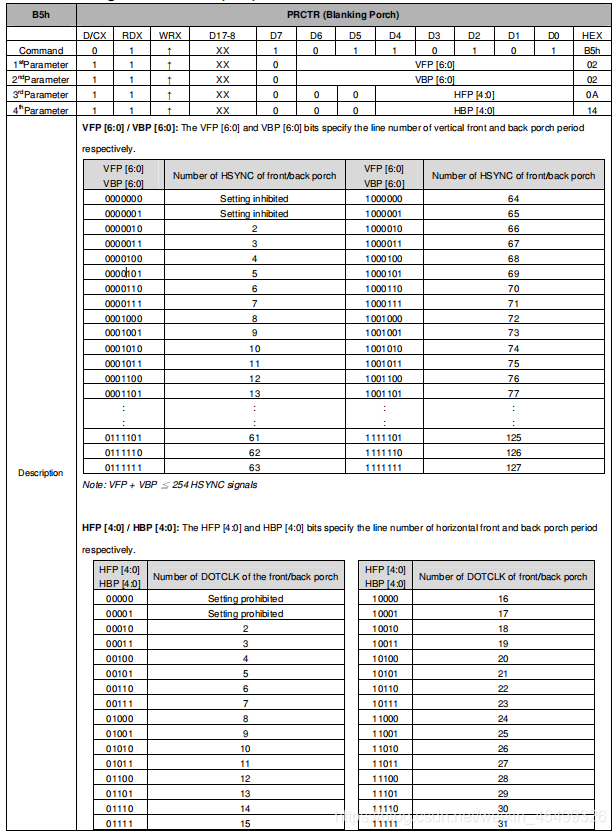 B5h PRCTR (Blanking Porch)
D/CX RDX WRX D17-8 D7 D6 D5 D4 D3 D2 D1 D0 HEX
Command 0 1 ↑ XX 1 0 1 1 0 1 0 1 B5h
1stParameter 1 1 ↑ XX 0 VFP [6:0] 02
2ndParameter 1 1 ↑ XX 0 VBP [6:0] 02
3rdParameter 1 1 ↑ XX 0 0 0 HFP [4:0] 0A
4thParameter 1 1 ↑ XX 0 0 0 HBP [4:0] 14
Description
VFP [6:0] / VBP [6:0]: The VFP [6:0] and VBP [6:0] bits specify the line number of vertical front and back porch period
respectively.
VFP [6:0] VBP [6:0] Number of HSYNC of front/back porch VFP [6:0] VBP [6:0] Number of HSYNC of front/back porch
0000000 Setting inhibited 1000000 64
0000001 Setting inhibited 1000001 65
0000010 2 1000010 66
0000011 3 1000011 67
0000100 4 1000100 68
0000101 5 1000101 69
0000110 6 1000110 70
0000111 7 1000111 71
0001000 8 1001000 72
0001001 9 1001001 73
0001010 10 1001010 74
0001011 11 1001011 75
0001100 12 1001100 76
0001101 13 1001101 77
: : : :
: : : :
0111101 61 1111101 125
0111110 62 1111110 126
0111111 63 1111111 127
Note: VFP + VBP ≦ 254 HSYNC signals
HFP [4:0] / HBP [4:0]: The HFP [4:0] and HBP [4:0] bits specify the line number of horizontal front and back porch period
respectively.
HFP [4:0] HBP [4:0] Number of DOTCLK of the front/back porch HFP [4:0] HBP [4:0] Number of DOTCLK of front/back porch
00000 Setting prohibited 10000 16
00001 Setting prohibited 10001 17
00010 2 10010 18
00011 3 10011 19
00100 4 10100 20
00101 5 10101 21
00110 6 10110 22
00111 7 10111 23
01000 8 11000 24
01001 9 11001 25
01010 10 11010 26
01011 11 11011 27
01100 12 11100 28
01101 13 11101 29
01110 14 11110 30
01111 15 11111 31